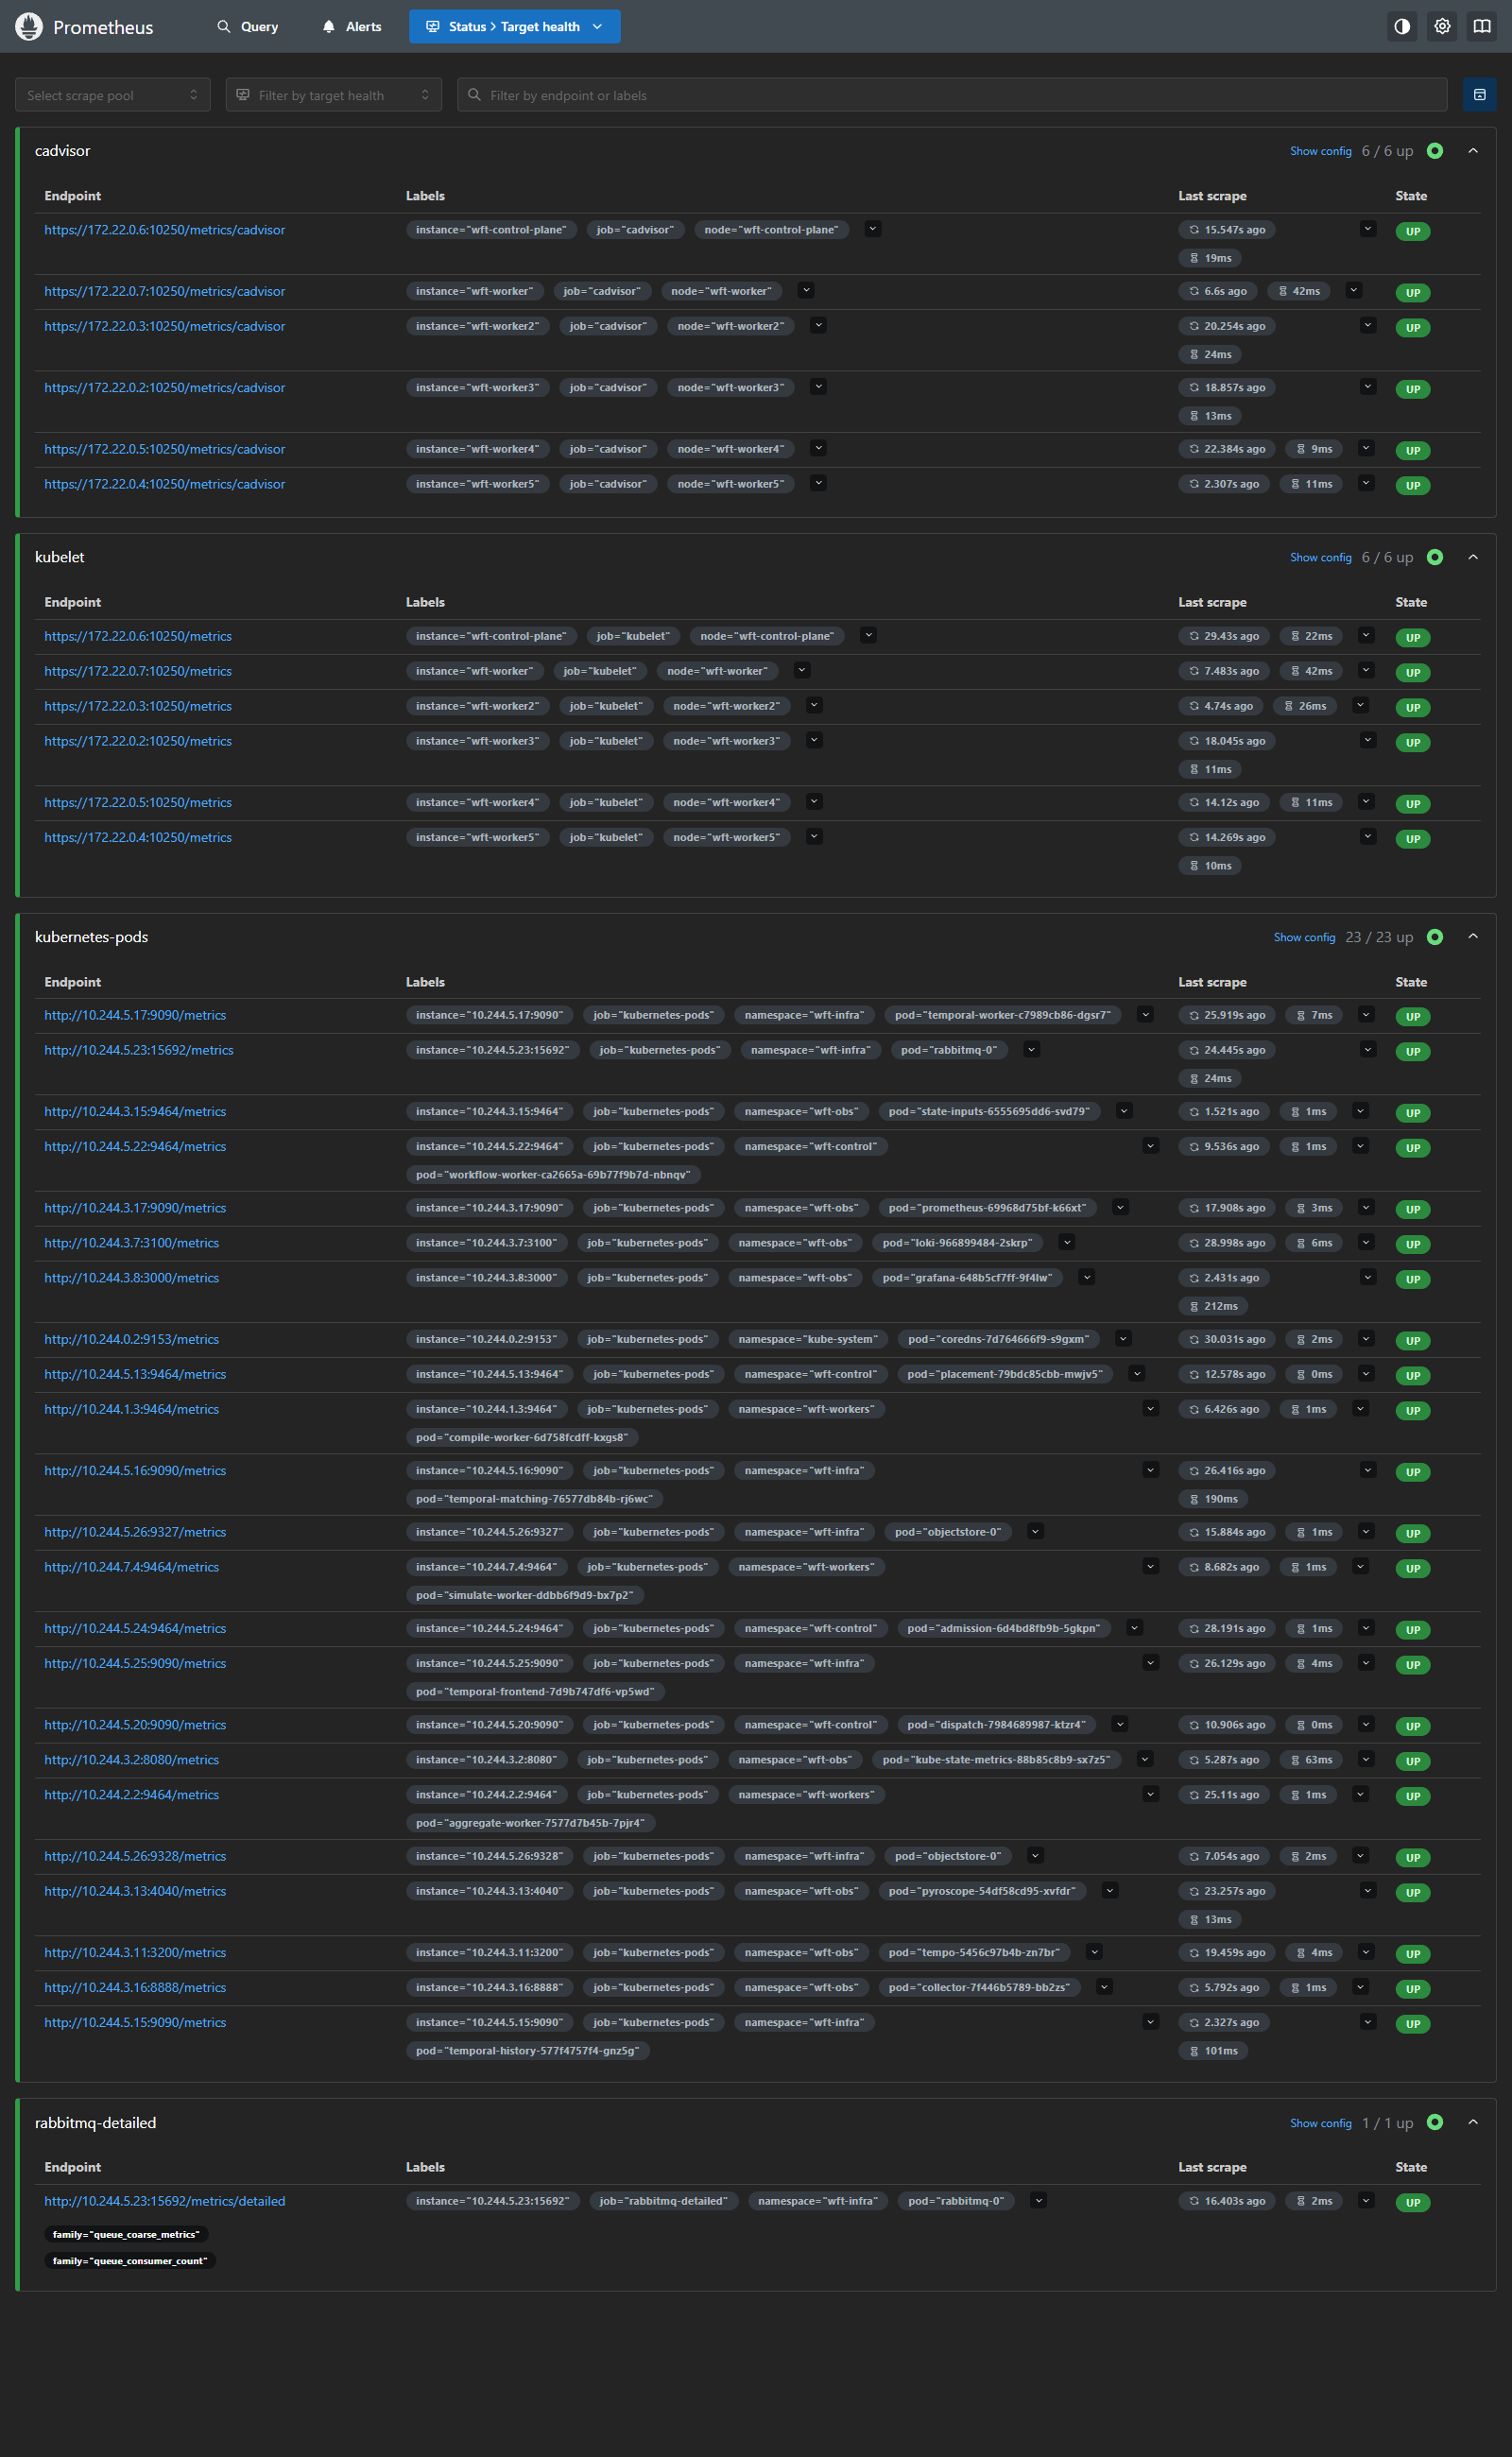 Prometheus Query Alerts Status > Target health
Select scrape pool Filter by target health Filter by endpoint or labels
cadvisor Show config 6 / 6 up
Endpoint Labels Last scrape State
https://172.22.0.6:10250/metrics/cadvisor instance="wft-control-plane" job="cadvisor" node="wft-control-plane" 15.547s ago UP
19ms
https://172.22.0.7:10250/metrics/cadvisor instance="wft-worker" job="cadvisor" node="wft-worker" 6.6s ago 42ms UP
https://172.22.0.3:10250/metrics/cadvisor instance="wft-worker2" job="cadvisor" node="wft-worker2" 20.254s ago UP
24ms
https://172.22.0.2:10250/metrics/cadvisor instance="wft-worker3" job="cadvisor" node="wft-worker3" 18.857s ago UP
13ms
https://172.22.0.5:10250/metrics/cadvisor instance="wft-worker4" job="cadvisor" node="wft-worker4" 22.384s ago 9ms UP
https://172.22.0.4:10250/metrics/cadvisor instance="wft-worker5" job="cadvisor" node="wft-worker5" 2.307s ago 11ms UP
kubelet Show config 6 / 6 up
Endpoint Labels Last scrape State
https://172.22.0.6:10250/metrics instance="wft-control-plane" job="kubelet" node="wft-control-plane" 29.43s ago 22ms UP
https://172.22.0.7:10250/metrics instance="wft-worker" job="kubelet" node="wft-worker" 7.483s ago 42ms UP
https://172.22.0.3:10250/metrics instance="wft-worker2" job="kubelet" node="wft-worker2" 4.74s ago 26ms UP
https://172.22.0.2:10250/metrics instance="wft-worker3" job="kubelet" node="wft-worker3" 18.045s ago UP
11ms
https://172.22.0.5:10250/metrics instance="wft-worker4" job="kubelet" node="wft-worker4" 14.12s ago 11ms UP
https://172.22.0.4:10250/metrics instance="wft-worker5" job="kubelet" node="wft-worker5" 14.269s ago UP
10ms
kubernetes-pods Show config 23 / 23 up
Endpoint Labels Last scrape State
http://10.244.5.17:9090/metrics instance="10.244.5.17:9090" job="kubernetes-pods" namespace="wft-infra" pod="temporal-worker-c7989cb86-dgsr7" 25.919s ago 7ms UP
http://10.244.5.23:15692/metrics instance="10.244.5.23:15692" job="kubernetes-pods" namespace="wft-infra" pod="rabbitmq-0" 24.445s ago UP
24ms
http://10.244.3.15:9464/metrics instance="10.244.3.15:9464" job="kubernetes-pods" namespace="wft-obs" pod="state-inputs-6555695dd6-svd79" 1.521s ago 1ms UP
http://10.244.5.22:9464/metrics instance="10.244.5.22:9464" job="kubernetes-pods" namespace="wft-control" 9.536s ago 1ms UP
pod="workflow-worker-ca2665a-69b77f9b7d-nbnqv"
http://10.244.3.17:9090/metrics instance="10.244.3.17:9090" job="kubernetes-pods" namespace="wft-obs" pod="prometheus-69968d75bf-k66xt" 17.908s ago 3ms UP
http://10.244.3.7:3100/metrics instance="10.244.3.7:3100" job="kubernetes-pods" namespace="wft-obs" pod="loki-966899484-2skrp" 28.998s ago 6ms UP
http://10.244.3.8:3000/metrics instance="10.244.3.8:3000" job="kubernetes-pods" namespace="wft-obs" pod="grafana-648b5cf7ff-9f4lw" 2.431s ago UP
212ms
http://10.244.0.2:9153/metrics instance="10.244.0.2:9153" job="kubernetes-pods" namespace="kube-system" pod="coredns-7d764666f9-s9gxm" 30.031s ago 2ms UP
http://10.244.5.13:9464/metrics instance="10.244.5.13:9464" job="kubernetes-pods" namespace="wft-control" pod="placement-79bdc85cbb-mwjv5" 12.578s ago 0ms UP
http://10.244.1.3:9464/metrics instance="10.244.1.3:9464" job="kubernetes-pods" namespace="wft-workers" 6.426s ago 1ms UP
pod="compile-worker-6d758fcdff-kxgs8"
http://10.244.5.16:9090/metrics instance="10.244.5.16:9090" job="kubernetes-pods" namespace="wft-infra" 26.416s ago UP
pod="temporal-matching-76577db84b-rj6wc" 190ms
http://10.244.5.26:9327/metrics instance="10.244.5.26:9327" job="kubernetes-pods" namespace="wft-infra" pod="objectstore-0" 15.884s ago 1ms UP
http://10.244.7.4:9464/metrics instance="10.244.7.4:9464" job="kubernetes-pods" namespace="wft-workers" 8.682s ago 1ms UP
pod="simulate-worker-ddbb6f9d9-bx7p2"
http://10.244.5.24:9464/metrics instance="10.244.5.24:9464" job="kubernetes-pods" namespace="wft-control" pod="admission-6d4bd8fb9b-5gkpn" 28.191s ago 1ms UP
http://10.244.5.25:9090/metrics instance="10.244.5.25:9090" job="kubernetes-pods" namespace="wft-infra" 26.129s ago 4ms UP
pod="temporal-frontend-7d9b747df6-vp5wd"
http://10.244.5.20:9090/metrics instance="10.244.5.20:9090" job="kubernetes-pods" namespace="wft-control" pod="dispatch-7984689987-ktzr4" 10.906s ago 0ms UP
http://10.244.3.2:8080/metrics instance="10.244.3.2:8080" job="kubernetes-pods" namespace="wft-obs" pod="kube-state-metrics-88b85c8b9-sx7z5" 5.287s ago 63ms UP
http://10.244.2.2:9464/metrics instance="10.244.2.2:9464" job="kubernetes-pods" namespace="wft-workers" 25.11s ago 1ms UP
pod="aggregate-worker-7577d7b45b-7pjr4"
http://10.244.5.26:9328/metrics instance="10.244.5.26:9328" job="kubernetes-pods" namespace="wft-infra" pod="objectstore-0" 7.054s ago 2ms UP
http://10.244.3.13:4040/metrics instance="10.244.3.13:4040" job="kubernetes-pods" namespace="wft-obs" pod="pyroscope-54df58cd95-xvfdr" 23.257s ago UP
13ms
http://10.244.3.11:3200/metrics instance="10.244.3.11:3200" job="kubernetes-pods" namespace="wft-obs" pod="tempo-5456c97b4b-zn7br" 19.459s ago 4ms UP
http://10.244.3.16:8888/metrics instance="10.244.3.16:8888" job="kubernetes-pods" namespace="wft-obs" pod="collector-7f446b5789-bb2zs" 5.792s ago 1ms UP
http://10.244.5.15:9090/metrics instance="10.244.5.15:9090" job="kubernetes-pods" namespace="wft-infra" 2.327s ago UP
pod="temporal-history-577f4757f4-gnz5g" 101ms
rabbitmq-detailed Show config 1 / 1 up
Endpoint Labels Last scrape State
http://10.244.5.23:15692/metrics/detailed instance="10.244.5.23:15692" job="rabbitmq-detailed" namespace="wft-infra" pod="rabbitmq-0" 16.403s ago 2ms UP
family="queue_coarse_metrics"
family="queue_consumer_count"